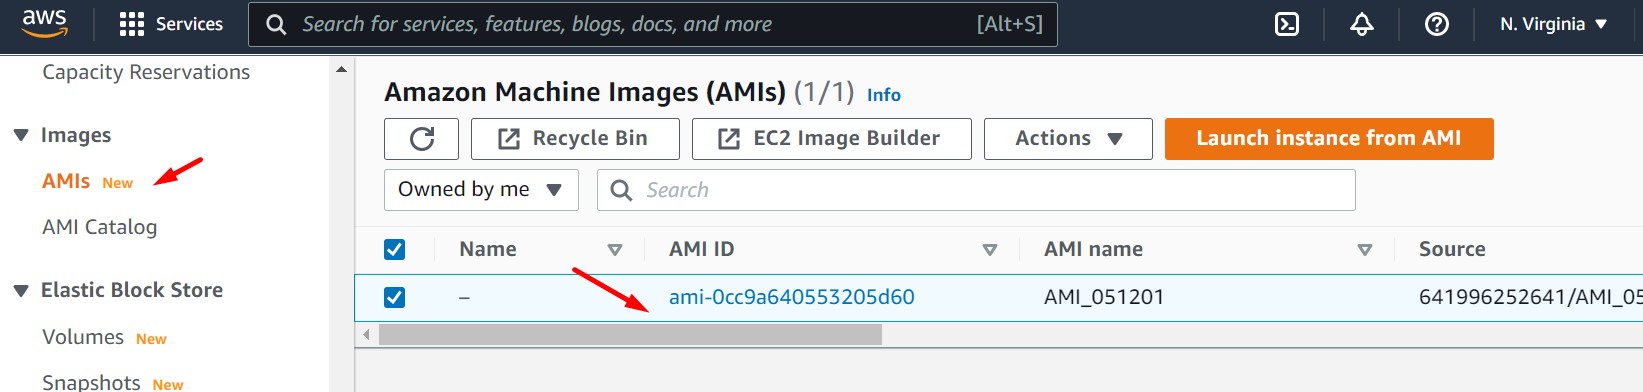 aws
Services
Search for services, features, blogs, docs, and more
[Alt+S]
N. Virginia
Capacity Reservations
Images
AMIs New
AMI Catalog
Elastic Block Store
Volumes New
Snapshots New
Amazon Machine Images (AMIs) (1/1) Info
Recycle Bin
EC2 Image Builder
Actions
Launch instance from AMI
Owned by me
Search
Name AMI ID AMI name Source
– ami-0cc9a640553205d60 AMI_051201 641996252641/AMI_05